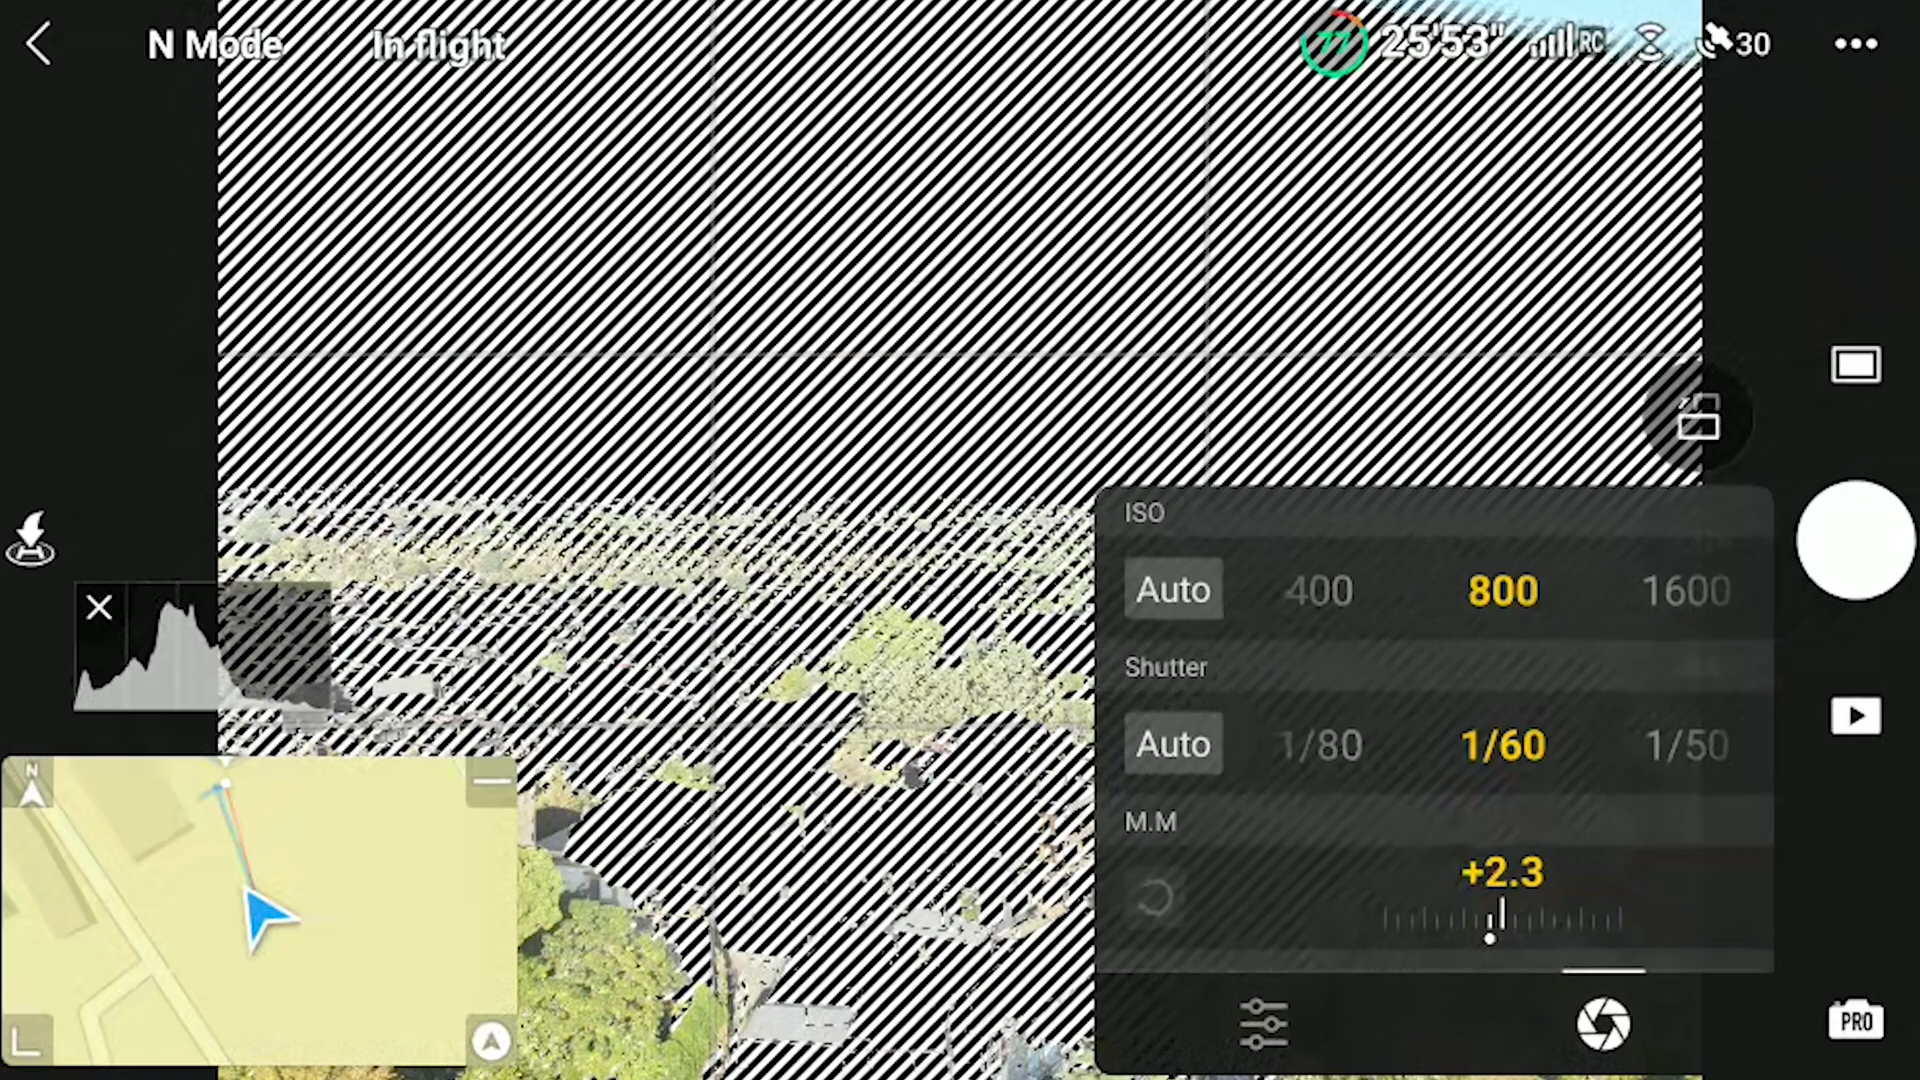 N Mode In flight 77 25'53" RC 30
ISO
Auto 400 800 1600
Shutter
Auto 1/80 1/60 1/50
M.M
+2.3
N
PRO